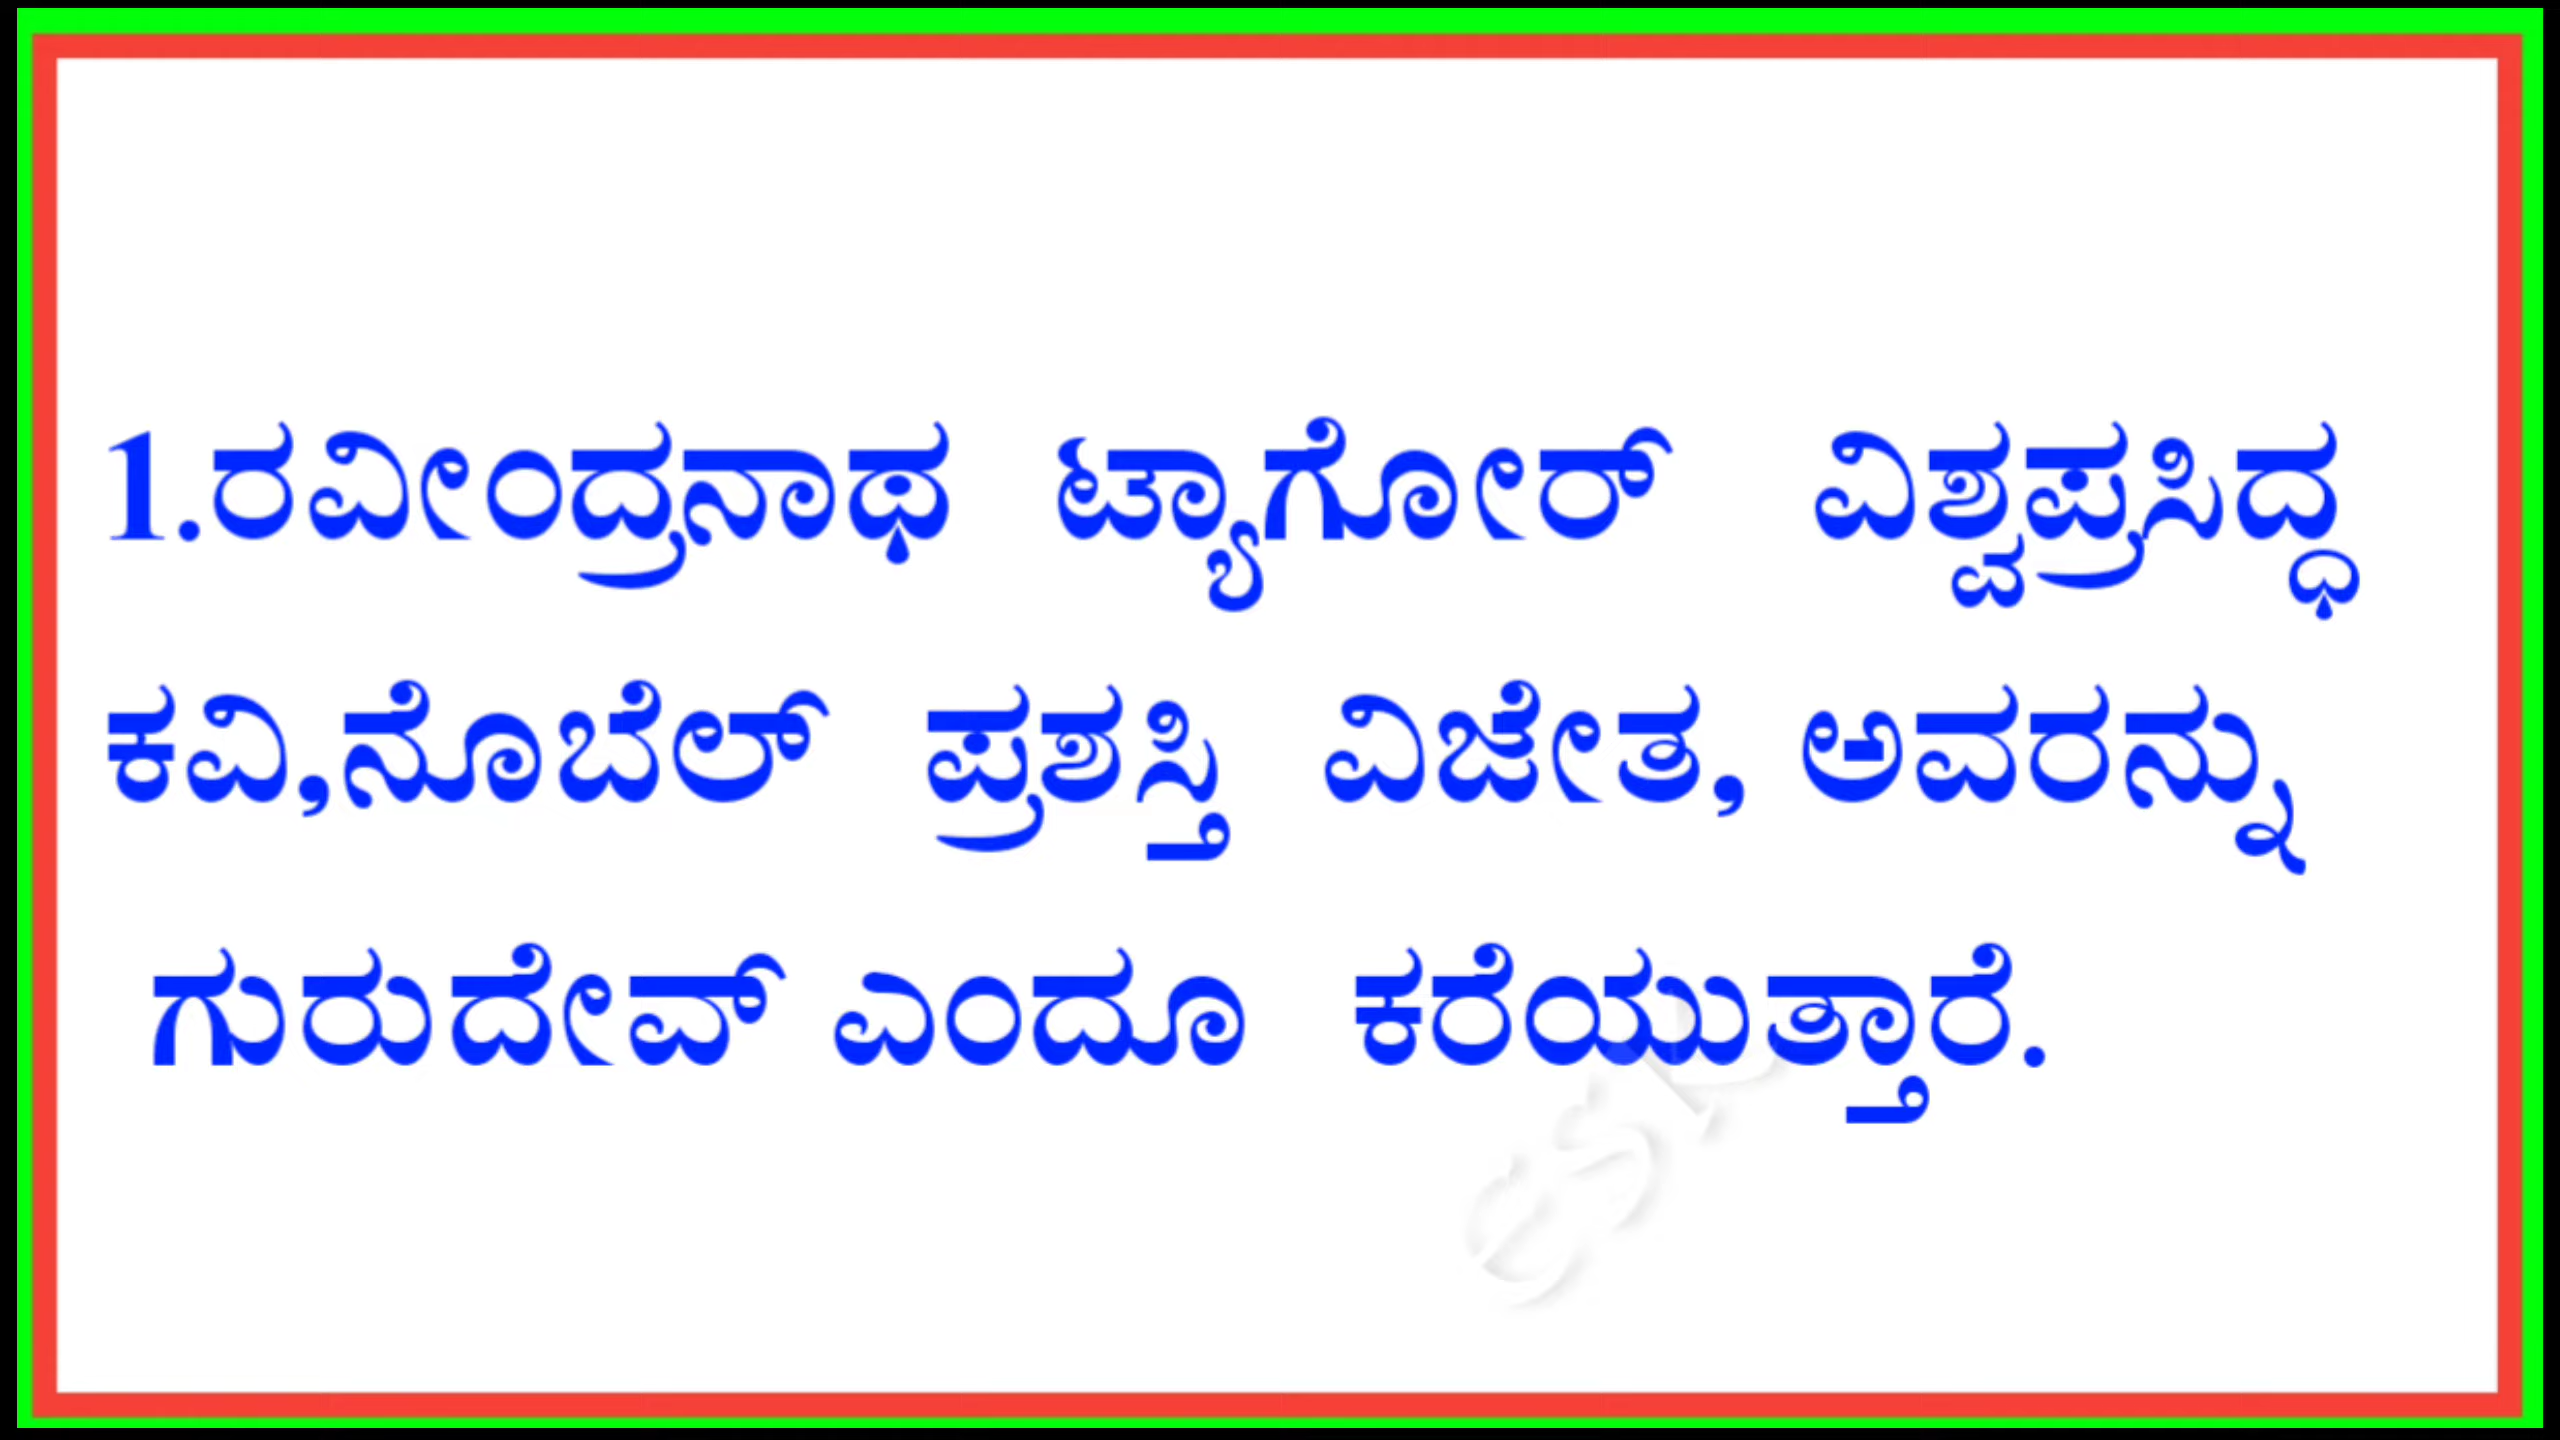 1.ರವೀಂದ್ರನಾಥ ಟ್ಯಾಗೋರ್ ವಿಶ್ವಪ್ರಸಿದ್ಧ
ಕವಿ,ನೊಬೆಲ್ ಪ್ರಶಸ್ತಿ ವಿಜೇತ, ಅವರನ್ನು
ಗುರುದೇವ್ ಎಂದೂ ಕರೆಯುತ್ತಾರೆ.